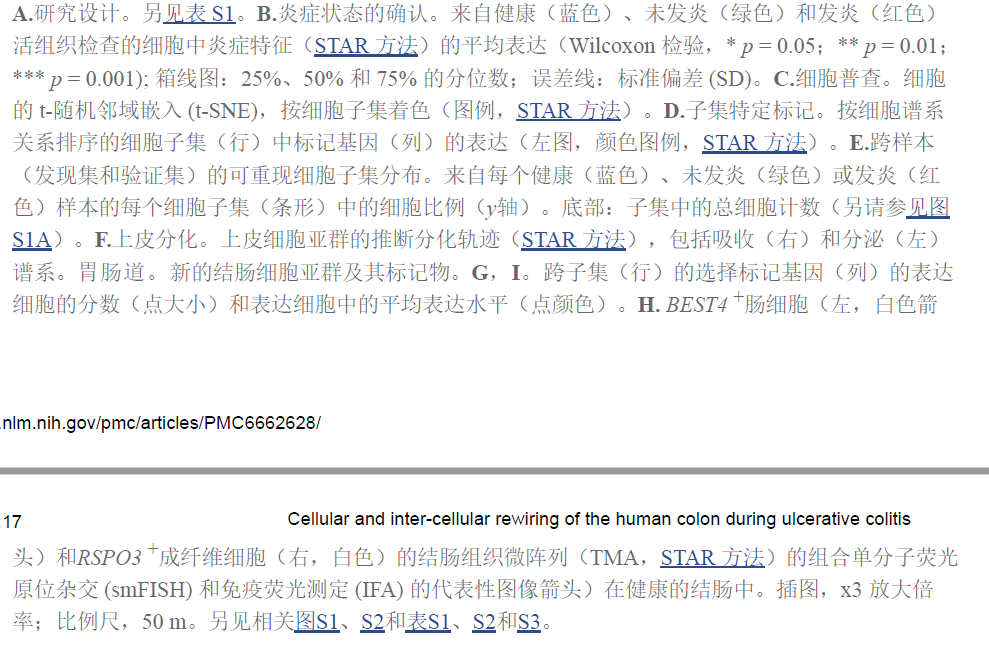 A.研究设计。另见表 S1。B.炎症状态的确认。来自健康（蓝色）、未发炎（绿色）和发炎（红色）
活组织检查的细胞中炎症特征（STAR 方法）的平均表达（Wilcoxon 检验，* p = 0.05；** p = 0.01；
*** p = 0.001); 箱线图：25%、50% 和 75% 的分位数；误差线：标准偏差 (SD)。C.细胞普查。细胞
的 t-随机邻域嵌入 (t-SNE)，按细胞子集着色（图例，STAR 方法）。D.子集特定标记。按细胞谱系
关系排序的细胞子集（行）中标记基因（列）的表达（左图，颜色图例，STAR 方法）。E.跨样本
（发现集和验证集）的可重现细胞子集分布。来自每个健康（蓝色）、未发炎（绿色）或发炎（红
色）样本的每个细胞子集（条形）中的细胞比例（y轴）。底部：子集中的总细胞计数（另请参见图
S1A）。F.上皮分化。上皮细胞亚群的推断分化轨迹（STAR 方法），包括吸收（右）和分泌（左）
谱系。胃肠道。新的结肠细胞亚群及其标记物。G，I。跨子集（行）的选择标记基因（列）的表达
细胞的分数（点大小）和表达细胞中的平均表达水平（点颜色）。H. BEST4 +肠细胞（左，白色箭
.nlm.nih.gov/pmc/articles/PMC6662628/
:17 Cellular and inter-cellular rewiring of the human colon during ulcerative colitis
头）和RSPO3 +成纤维细胞（右，白色）的结肠组织微阵列（TMA，STAR 方法）的组合单分子荧光
原位杂交 (smFISH) 和免疫荧光测定 (IFA) 的代表性图像箭头）在健康的结肠中。插图，x3 放大倍
率；比例尺，50 m。另见相关图S1、S2和表S1、S2和S3。